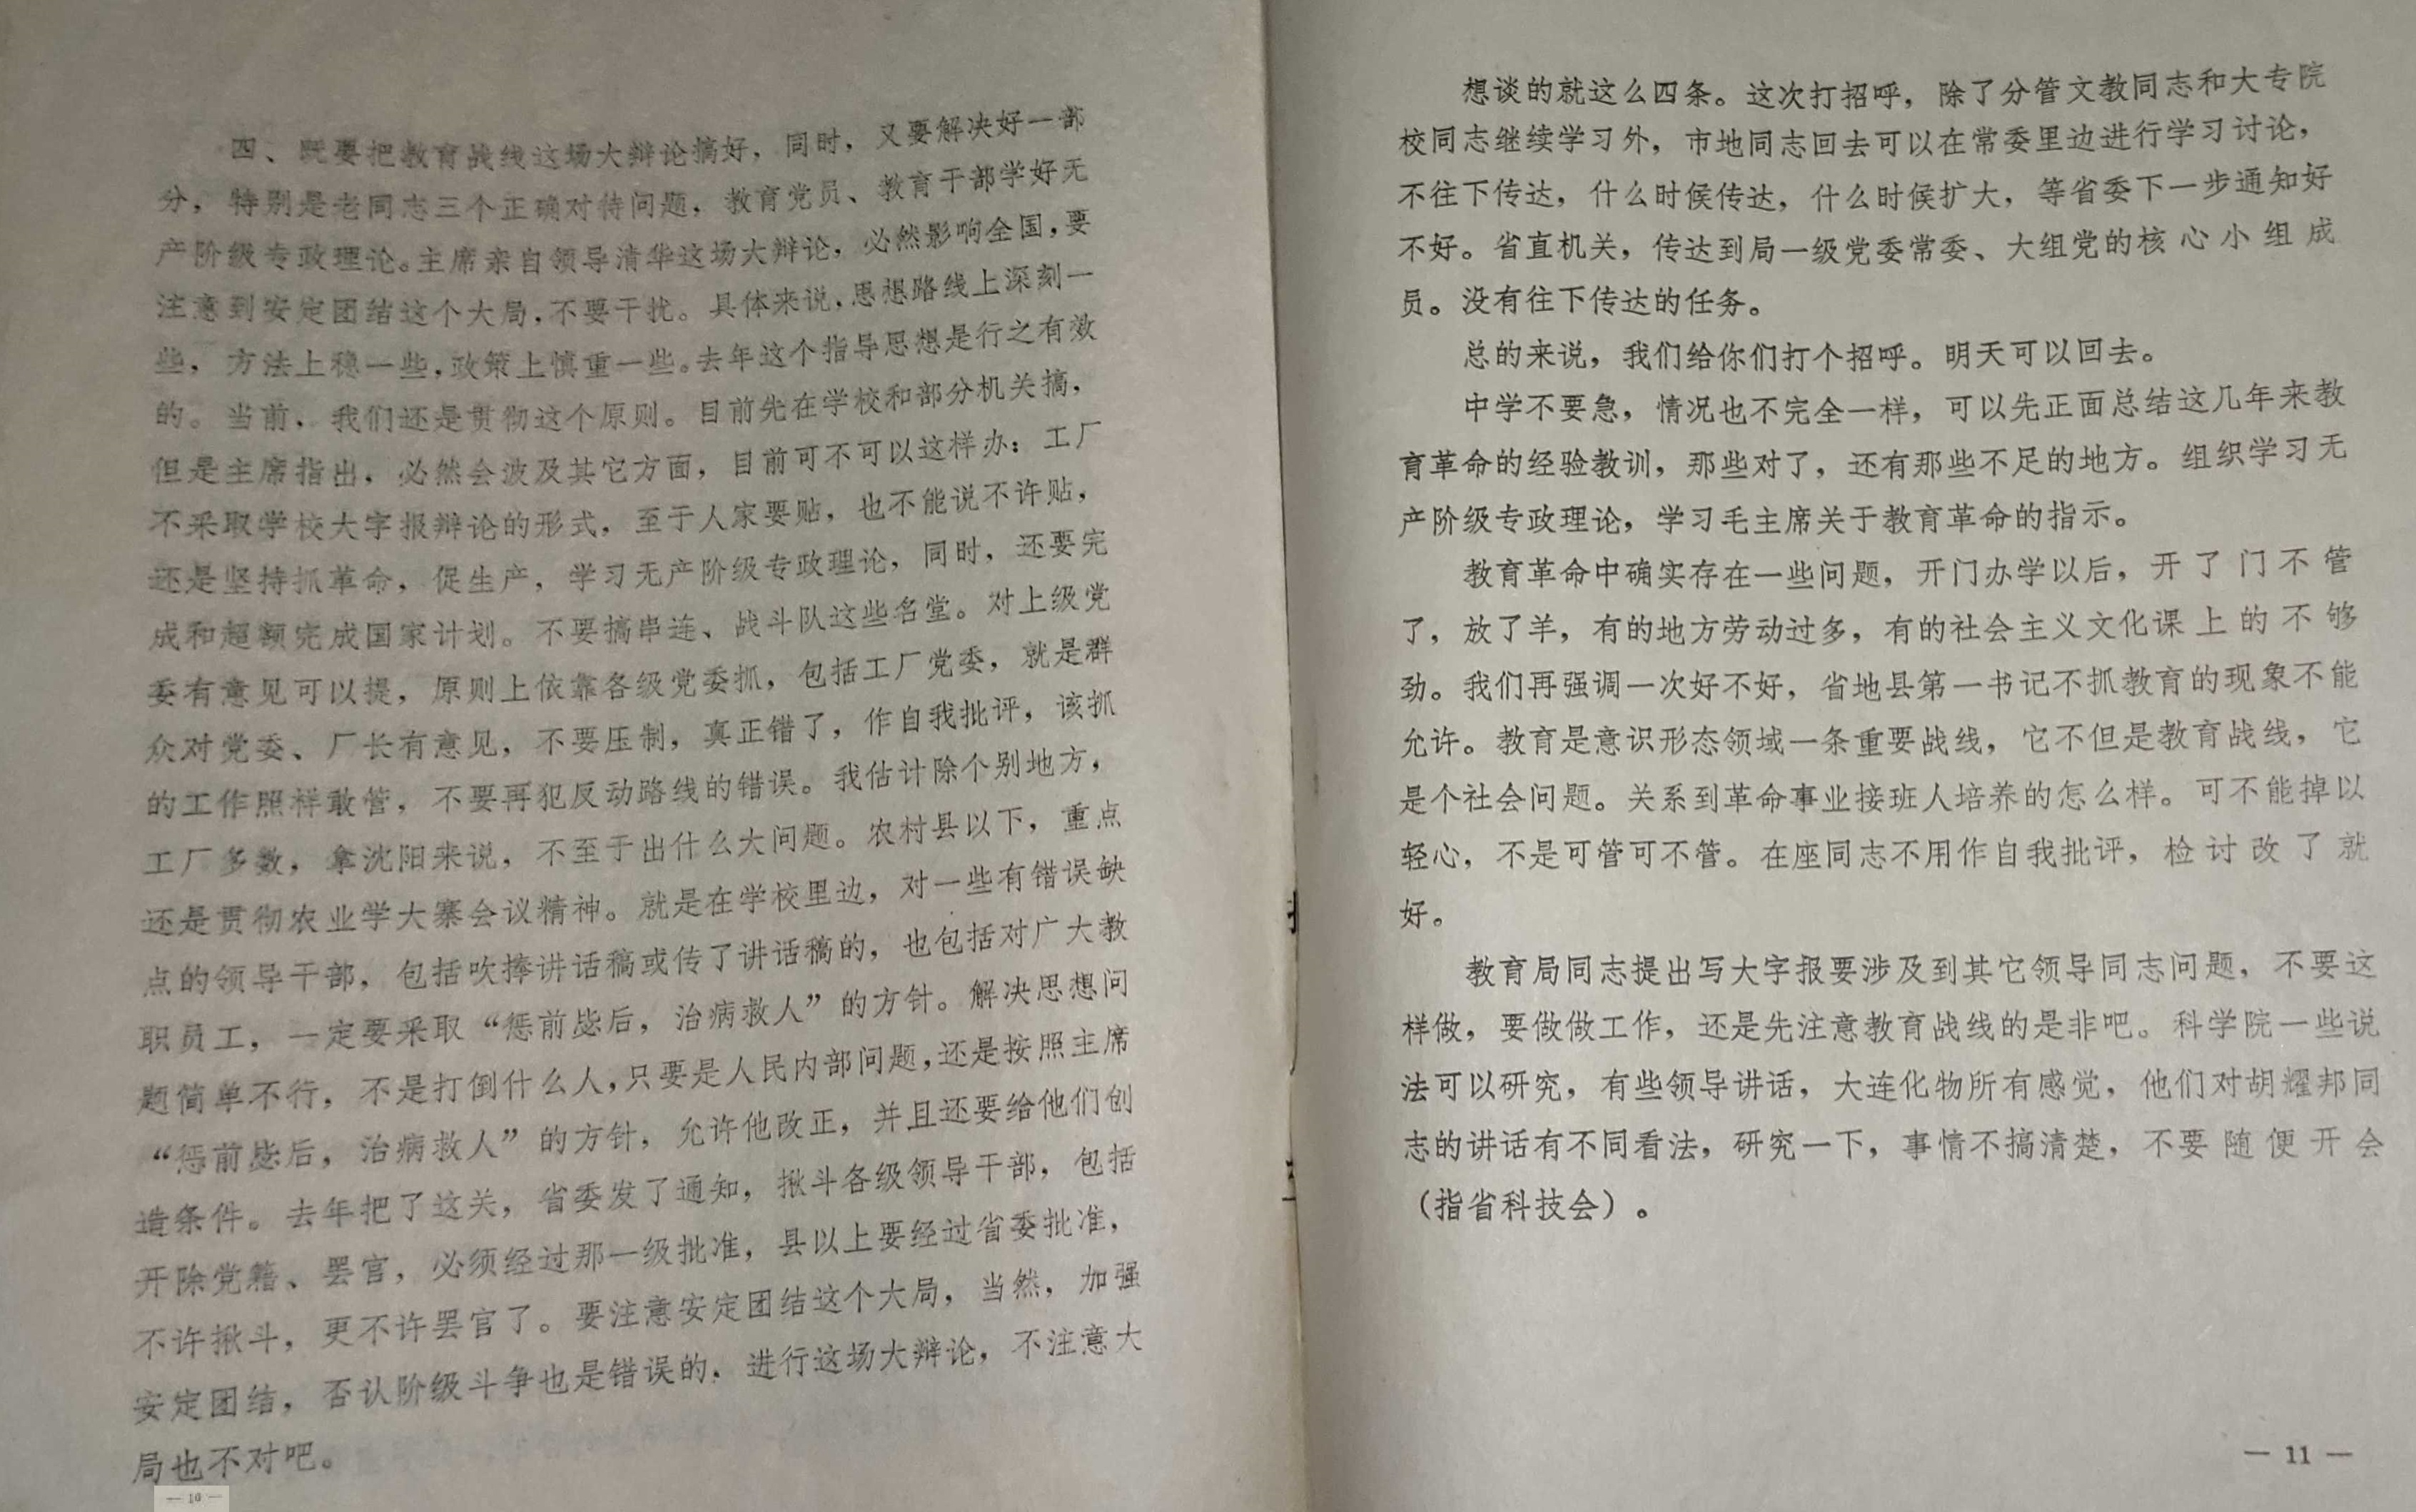 四、既要把教育战线这场大辩论搞好，同时，又要解决好一部
分，特别是老同志三个正确对待问题，教育党员、教育干部学好无
产阶级专政理论。主席亲自领导清华这场大辩论，必然影响全国，要
注意到安定团结这个大局，不要干扰。具体来说，思想路线上深刻一
些，方法上稳一些，政策上慎重一些。去年这个指导思想是行之有效
的。当前，我们还是贯彻这个原则。目前先在学校和部分机关搞，
但是主席指出，必然会波及其它方面，目前可不可以这样办：工厂
不采取学校大字报辩论的形式，至于人家要贴，也不能说不许贴，
还是坚持抓革命，促生产，学习无产阶级专政理论，同时，还要完
成和超额完成国家计划。不要搞串连、战斗队这些名堂。对上级党
委有意见可以提，原则上依靠各级党委抓，包括工厂党委，就是群
众对党委、厂长有意见，不要压制，真正错了，作自我批评，该抓
的工作照样敢管，不要再犯反动路线的错误。我估计除个别地方，
工厂多数，拿沈阳来说，不至于出什么大问题。农村县以下，重点
还是贯彻农业学大寨会议精神。就是在学校里边，对一些有错误缺
点的领导干部，包括吹捧讲话稿或传了讲话稿的，也包括对广大教
职员工，一定要采取“惩前毖后，治病救人”的方针。解决思想问
题简单不行，不是打倒什么人，只要是人民内部问题，还是按照主席
“惩前毖后，治病救人”的方针，允许他改正，并且还要给他们创
造条件。去年把了这关，省委发了通知，揪斗各级领导干部，包括
开除党籍、罢官，必须经过那一级批准，县以上要经过省委批准，
不许揪斗，更不许罢官了。要注意安定团结这个大局，当然，加强
安定团结，否认阶级斗争也是错误的，进行这场大辩论，不注意大
局也不对吧。
— 10 —
想谈的就这么四条。这次打招呼，除了分管文教同志和大专院
校同志继续学习外，市地同志回去可以在常委里边进行学习讨论，
不往下传达，什么时候传达，什么时候扩大，等省委下一步通知好
不好。省直机关，传达到局一级党委常委、大组党的核心小组成
员。没有往下传达的任务。
总的来说，我们给你们打个招呼。明天可以回去。
中学不要急，情况也不完全一样，可以先正面总结这几年来教
育革命的经验教训，那些对了，还有那些不足的地方。组织学习无
产阶级专政理论，学习毛主席关于教育革命的指示。
教育革命中确实存在一些问题，开门办学以后，开了门不管
了，放了羊，有的地方劳动过多，有的社会主义文化课上的不够
劲。我们再强调一次好不好，省地县第一书记不抓教育的现象不能
允许。教育是意识形态领域一条重要战线，它不但是教育战线，它
是个社会问题。关系到革命事业接班人培养的怎么样。可不能掉以
轻心，不是可管可不管。在座同志不用作自我批评，检讨改了就
好。
教育局同志提出写大字报要涉及到其它领导同志问题，不要这
样做，要做做工作，还是先注意教育战线的是非吧。科学院一些说
法可以研究，有些领导讲话，大连化物所有感觉，他们对胡耀邦同
志的讲话有不同看法，研究一下，事情不搞清楚，不要随便开会
（指省科技会）。
— 11 —